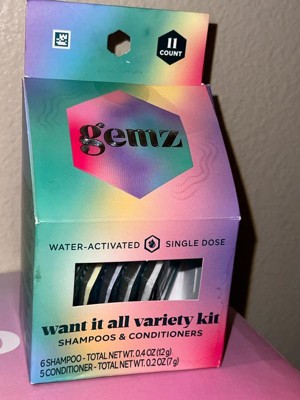 11
COUNT
gemz
WATER-ACTIVATED SINGLE DOSE
want it all variety kit
SHAMPOOS & CONDITIONERS
6 SHAMPOO - TOTAL NET WT. 0.4 OZ (12 g)
5 CONDITIONER - TOTAL NET WT. 0.2 OZ (7 g)